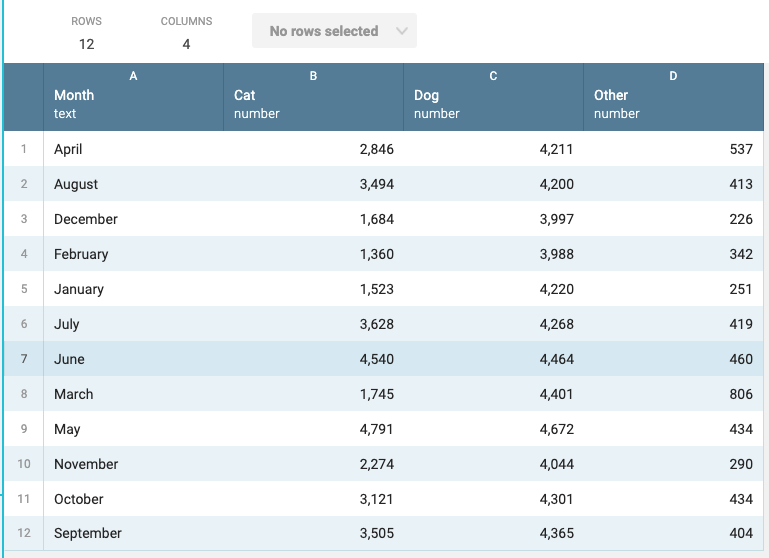 ROWS COLUMNS
12 4 No rows selected
A B C D
Month Cat Dog Other
text number number number
1 April 2,846 4,211 537
2 August 3,494 4,200 413
3 December 1,684 3,997 226
4 February 1,360 3,988 342
5 January 1,523 4,220 251
6 July 3,628 4,268 419
7 June 4,540 4,464 460
8 March 1,745 4,401 806
9 May 4,791 4,672 434
10 November 2,274 4,044 290
11 October 3,121 4,301 434
12 September 3,505 4,365 404